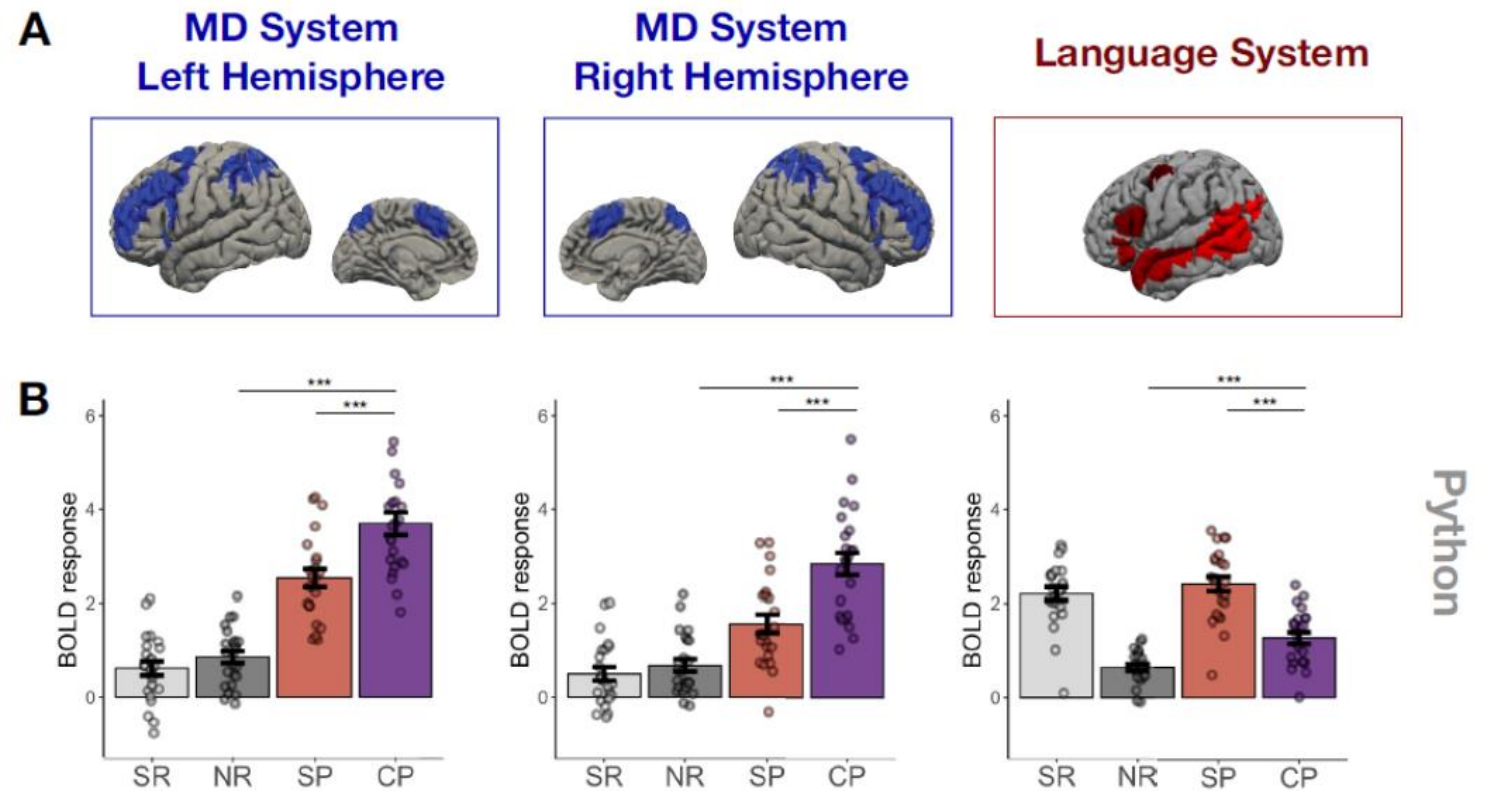 A
MD System
Left Hemisphere
MD System
Right Hemisphere
Language System
B
***
***
6
4
2
0
BOLD response
SR NR SP CP
***
***
6
4
2
0
BOLD response
SR NR SP CP
***
***
6
4
2
0
BOLD response
SR NR SP CP
Python